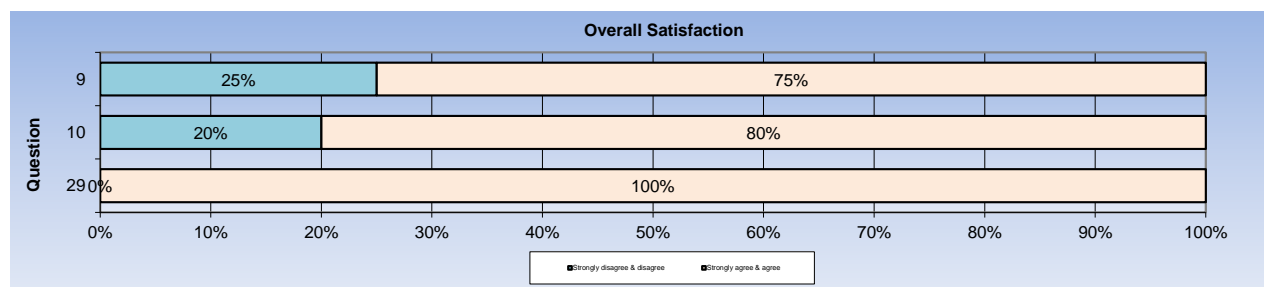 Overall Satisfaction
Question
9 25% 75%
10 20% 80%
29 0% 100%
0% 10% 20% 30% 40% 50% 60% 70% 80% 90% 100%
Strongly disagree & disagree Strongly agree & agree